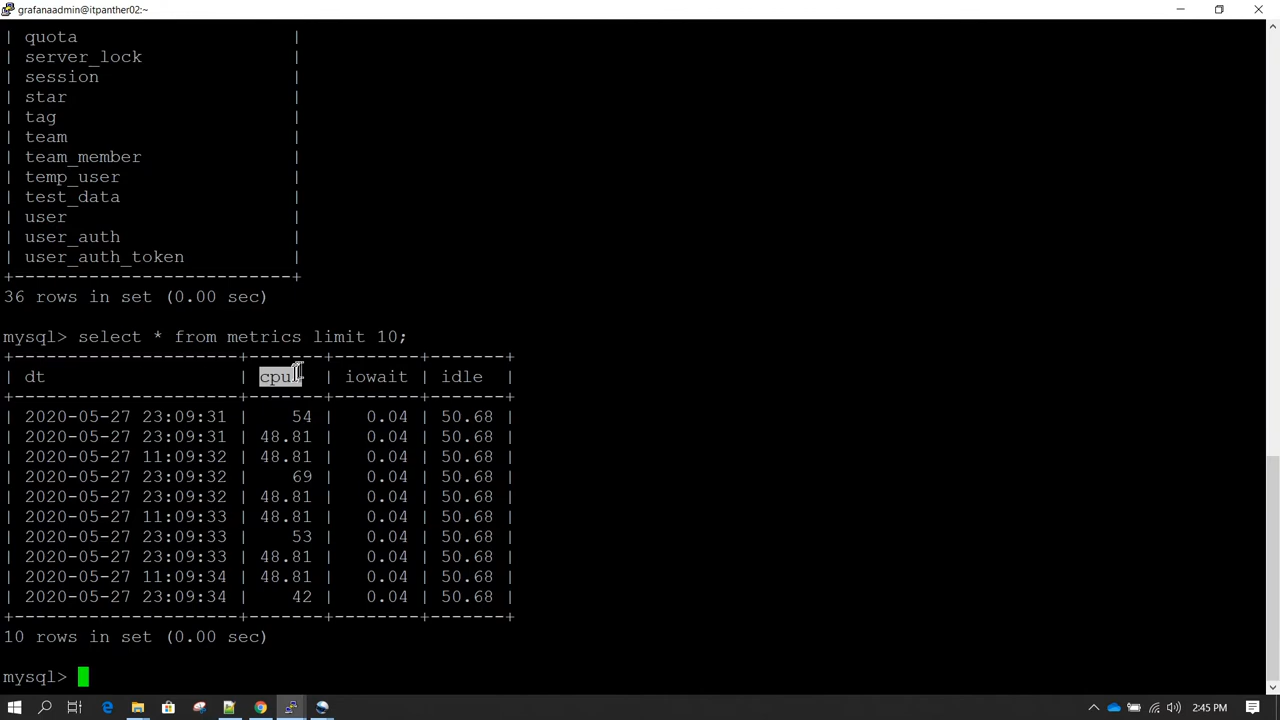 grafanaadmin@itpanther02:~
| quota                    |
| server_lock              |
| session                  |
| star                     |
| tag                      |
| team                     |
| team_member              |
| temp_user                |
| test_data                |
| user                     |
| user_auth                |
| user_auth_token          |
+--------------------------+
36 rows in set (0.00 sec)
mysql> select * from metrics limit 10;
+---------------------+-------+--------+-------+
| dt                  | cpu   | iowait | idle  |
+---------------------+-------+--------+-------+
| 2020-05-27 23:09:31 |    54 |   0.04 | 50.68 |
| 2020-05-27 23:09:31 | 48.81 |   0.04 | 50.68 |
| 2020-05-27 11:09:32 | 48.81 |   0.04 | 50.68 |
| 2020-05-27 23:09:32 |    69 |   0.04 | 50.68 |
| 2020-05-27 23:09:32 | 48.81 |   0.04 | 50.68 |
| 2020-05-27 11:09:33 | 48.81 |   0.04 | 50.68 |
| 2020-05-27 23:09:33 |    53 |   0.04 | 50.68 |
| 2020-05-27 23:09:33 | 48.81 |   0.04 | 50.68 |
| 2020-05-27 11:09:34 | 48.81 |   0.04 | 50.68 |
| 2020-05-27 23:09:34 |    42 |   0.04 | 50.68 |
+---------------------+-------+--------+-------+
10 rows in set (0.00 sec)
mysql>
2:45 PM